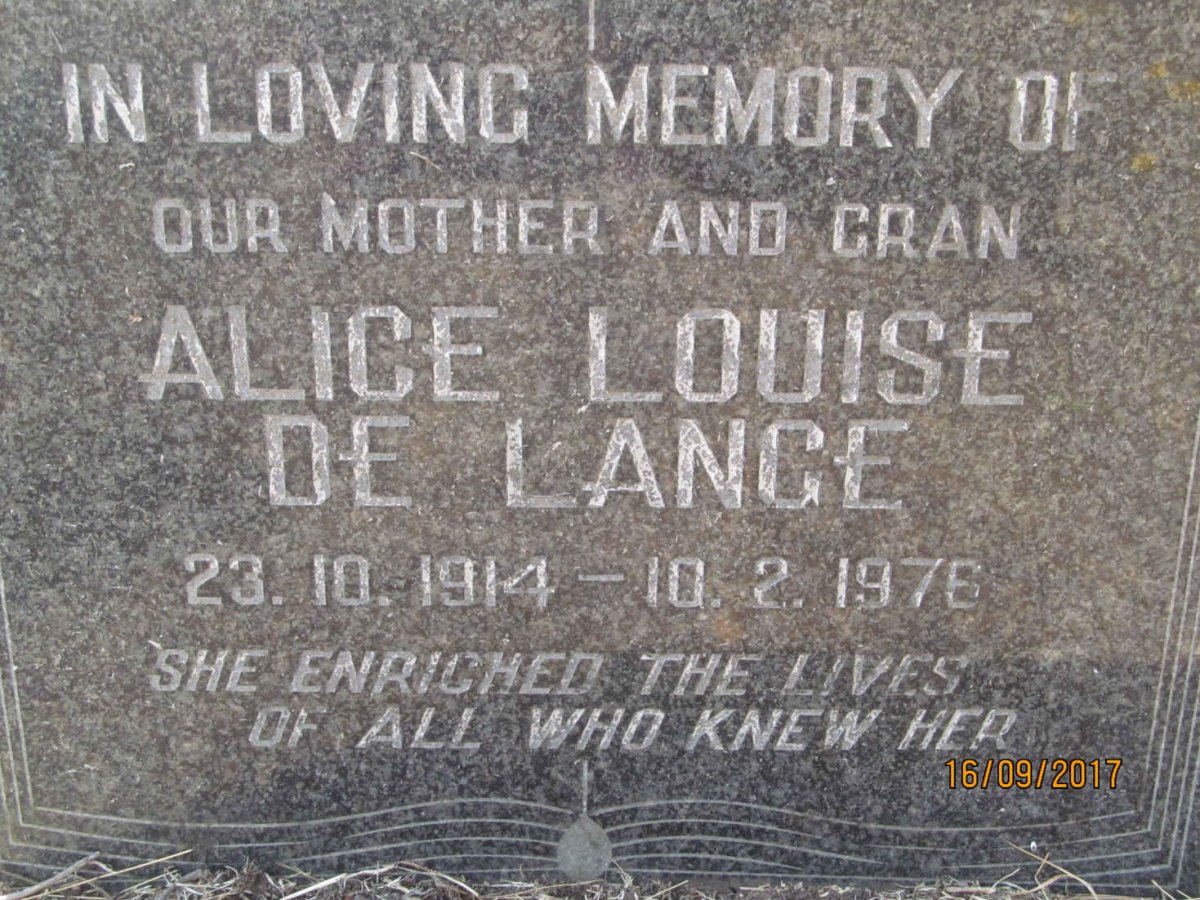 IN LOVING MEMORY OF
OUR MOTHER AND GRAN
ALICE LOUISE
DE LANGE
23. 10. 1914 – 10. 2. 1976
SHE ENRICHED THE LIVES
OF ALL WHO KNEW HER
16/09/2017